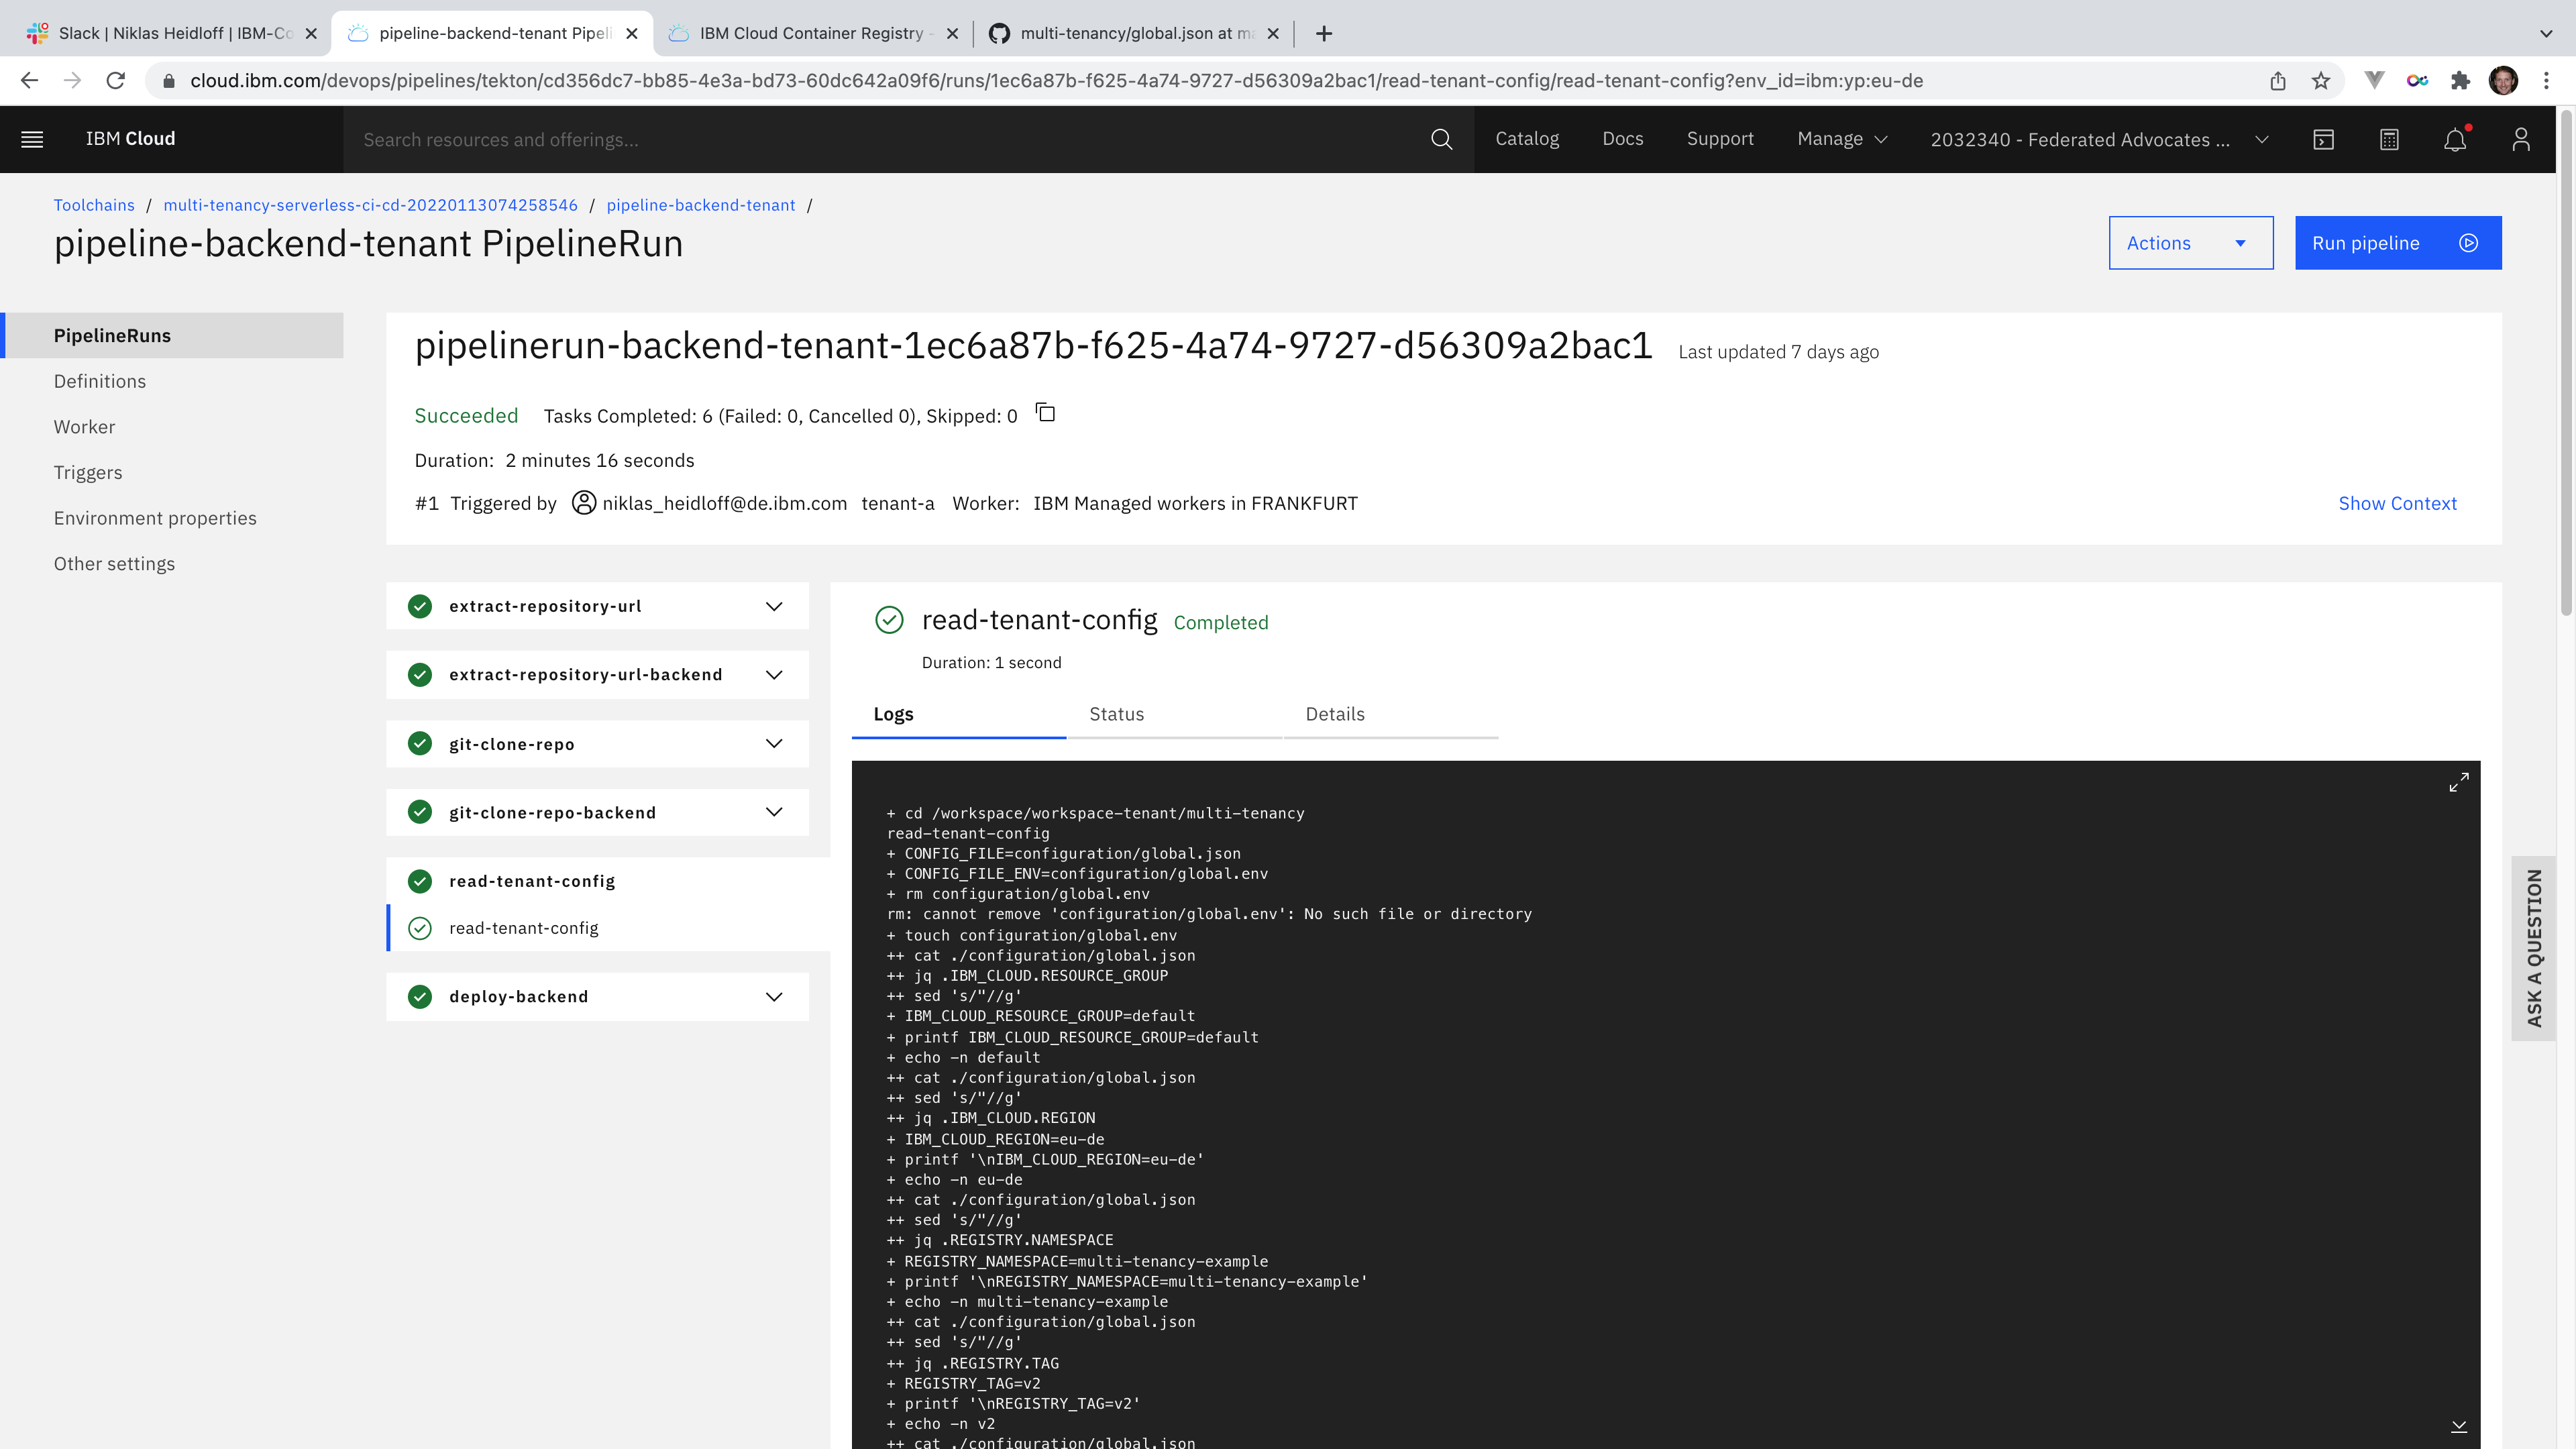 Slack | Niklas Heidloff | IBM-Co
pipeline-backend-tenant Pipeli
IBM Cloud Container Registry -
multi-tenancy/global.json at ma
cloud.ibm.com/devops/pipelines/tekton/cd356dc7-bb85-4e3a-bd73-60dc642a09f6/runs/1ec6a87b-f625-4a74-9727-d56309a2bac1/read-tenant-config/read-tenant-config?env_id=ibm:yp:eu-de
IBM Cloud
Search resources and offerings...
Catalog
Docs
Support
Manage
2032340 - Federated Advocates ...
Toolchains / multi-tenancy-serverless-ci-cd-20220113074258546 / pipeline-backend-tenant /
pipeline-backend-tenant PipelineRun
Actions
Run pipeline
PipelineRuns
Definitions
Worker
Triggers
Environment properties
Other settings
pipelinerun-backend-tenant-1ec6a87b-f625-4a74-9727-d56309a2bac1 Last updated 7 days ago
Succeeded Tasks Completed: 6 (Failed: 0, Cancelled 0), Skipped: 0
Duration: 2 minutes 16 seconds
#1 Triggered by niklas_heidloff@de.ibm.com tenant-a Worker: IBM Managed workers in FRANKFURT
Show Context
extract-repository-url
extract-repository-url-backend
git-clone-repo
git-clone-repo-backend
read-tenant-config
read-tenant-config
deploy-backend
read-tenant-config Completed
Duration: 1 second
Logs
Status
Details
+ cd /workspace/workspace-tenant/multi-tenancy
read-tenant-config
+ CONFIG_FILE=configuration/global.json
+ CONFIG_FILE_ENV=configuration/global.env
+ rm configuration/global.env
rm: cannot remove 'configuration/global.env': No such file or directory
+ touch configuration/global.env
++ cat ./configuration/global.json
++ jq .IBM_CLOUD.RESOURCE_GROUP
++ sed 's/"//g'
+ IBM_CLOUD_RESOURCE_GROUP=default
+ printf IBM_CLOUD_RESOURCE_GROUP=default
+ echo -n default
++ cat ./configuration/global.json
++ sed 's/"//g'
++ jq .IBM_CLOUD.REGION
+ IBM_CLOUD_REGION=eu-de
+ printf '\nIBM_CLOUD_REGION=eu-de'
+ echo -n eu-de
++ cat ./configuration/global.json
++ sed 's/"//g'
++ jq .REGISTRY.NAMESPACE
+ REGISTRY_NAMESPACE=multi-tenancy-example
+ printf '\nREGISTRY_NAMESPACE=multi-tenancy-example'
+ echo -n multi-tenancy-example
++ cat ./configuration/global.json
++ sed 's/"//g'
++ jq .REGISTRY.TAG
+ REGISTRY_TAG=v2
+ printf '\nREGISTRY_TAG=v2'
+ echo -n v2
++ cat ./configuration/global.json
ASK A QUESTION